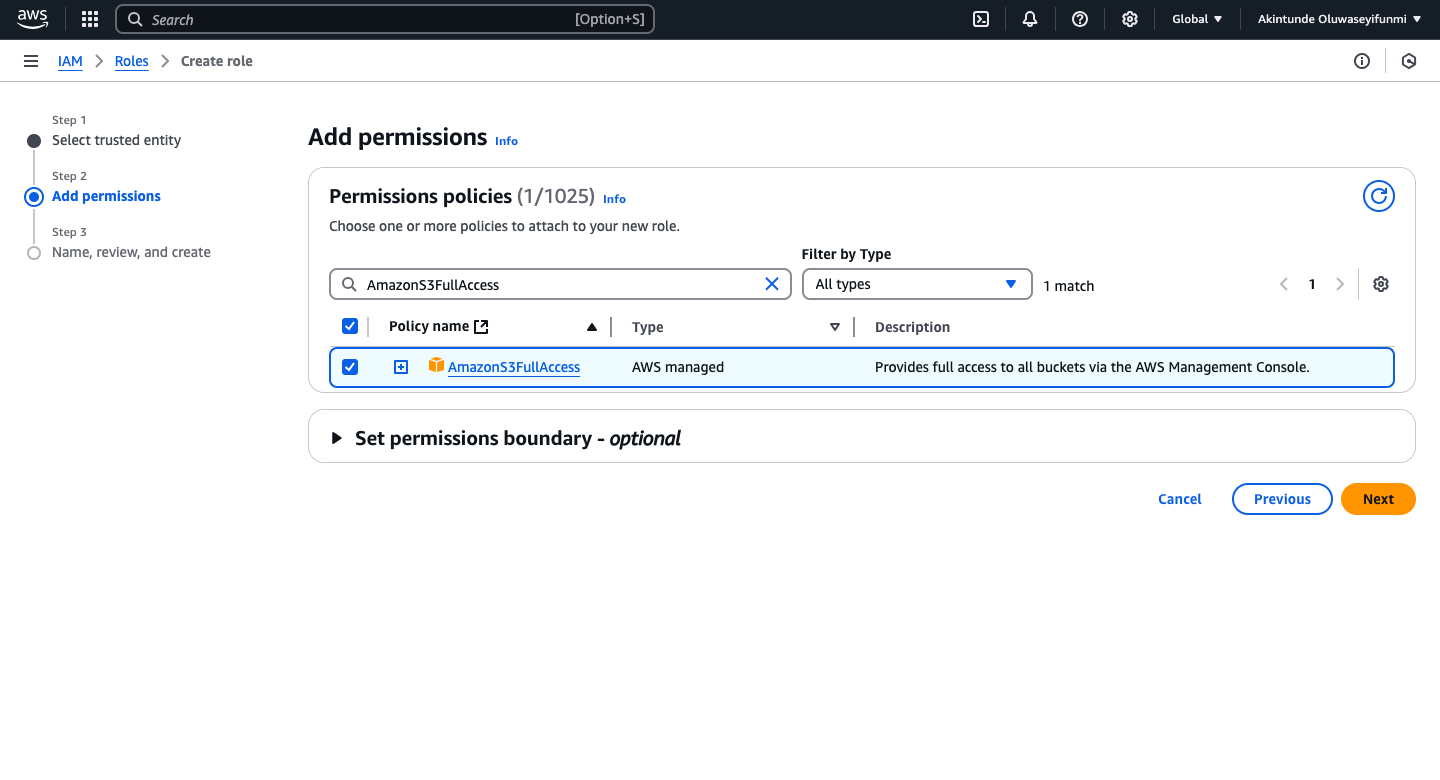 aws
Search [Option+S]
Global
Akintunde Oluwaseyifunmi
IAM
Roles
Create role
Step 1
Select trusted entity
Step 2
Add permissions
Step 3
Name, review, and create
Add permissions Info
Permissions policies (1/1025) Info
Choose one or more policies to attach to your new role.
Filter by Type
AmazonS3FullAccess
All types
1 match
1
Policy name
Type
Description
AmazonS3FullAccess
AWS managed
Provides full access to all buckets via the AWS Management Console.
Set permissions boundary - optional
Cancel
Previous
Next